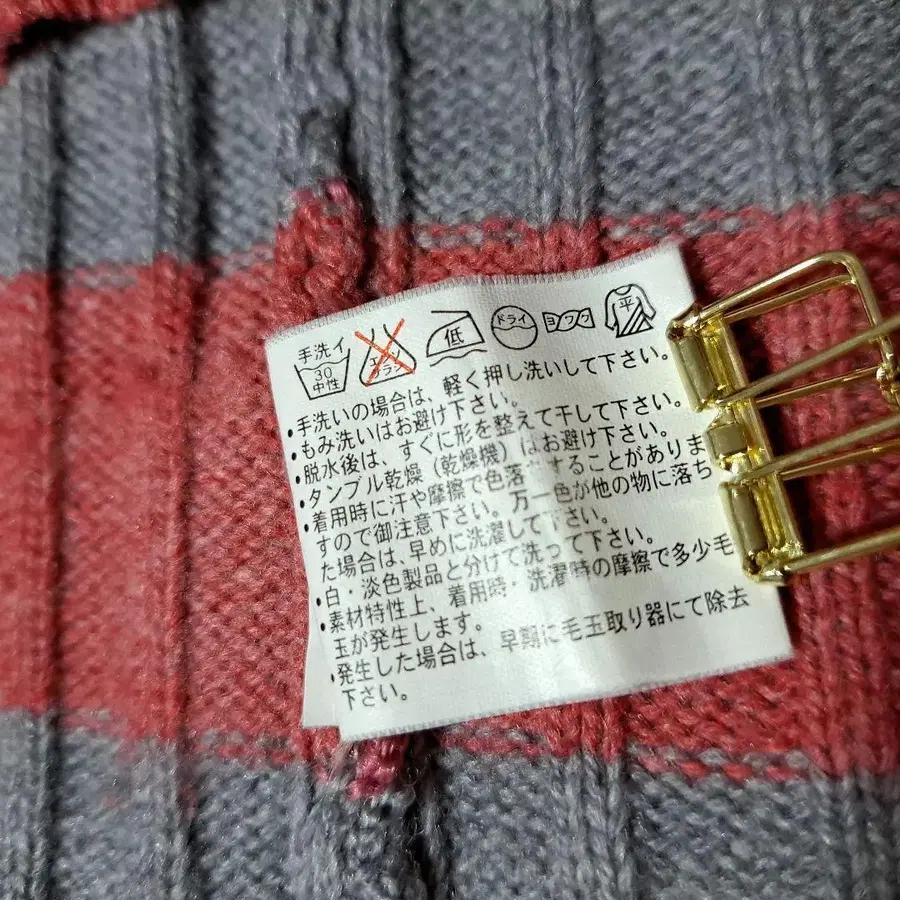 手洗イ
30
中性
エンソ
サラシ
低
ドライ
ヨワク
平
・手洗いの場合は、軽く押し洗いして下さい。
・もみ洗いはお避け下さい。
・脱水後は、すぐに形を整えて干して下さい。
・タンブル乾燥（乾燥機）はお避け下さい。
・着用時に汗や摩擦で色落 することがありま
すので御注意下さい。万一色が他の物に落ち
た場合は、早めに洗濯して下さい。
・白・淡色製品と分けて洗って下さい。
・素材特性上、着用時・洗濯時の摩擦で多少毛
玉が発生します。
・発生した場合は、早期に毛玉取り器にて除去
下さい。